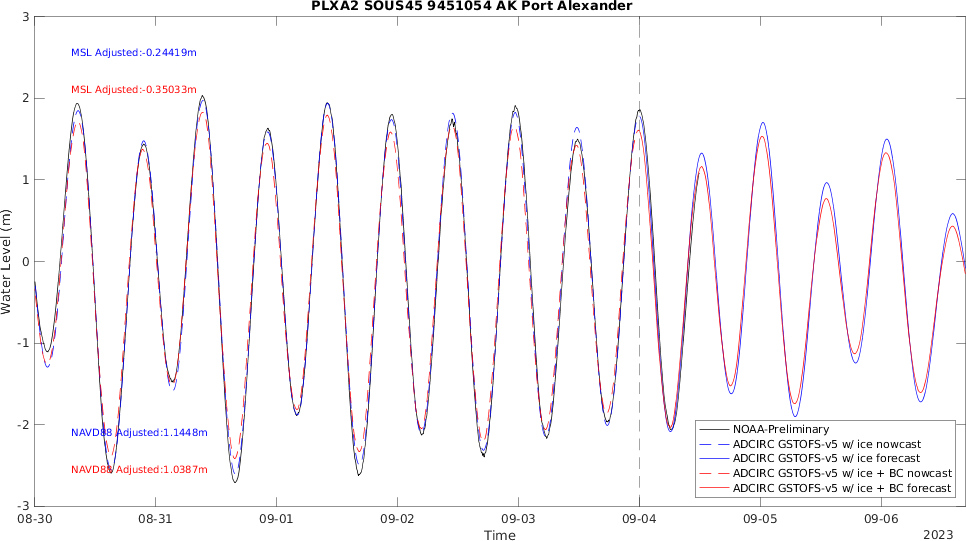 PLXA2 SOUS45 9451054 AK Port Alexander
3
2
1
0
-1
-2
-3
Water Level (m)
MSL Adjusted:-0.24419m
MSL Adjusted:-0.35033m
NAVD88 Adjusted:1.1448m
NAVD88 Adjusted:1.0387m
NOAA-Preliminary
ADCIRC GSTOFS-v5 w/ ice nowcast
ADCIRC GSTOFS-v5 w/ ice forecast
ADCIRC GSTOFS-v5 w/ ice + BC nowcast
ADCIRC GSTOFS-v5 w/ ice + BC forecast
08-30 08-31 09-01 09-02 09-03 09-04 09-05 09-06
Time
2023